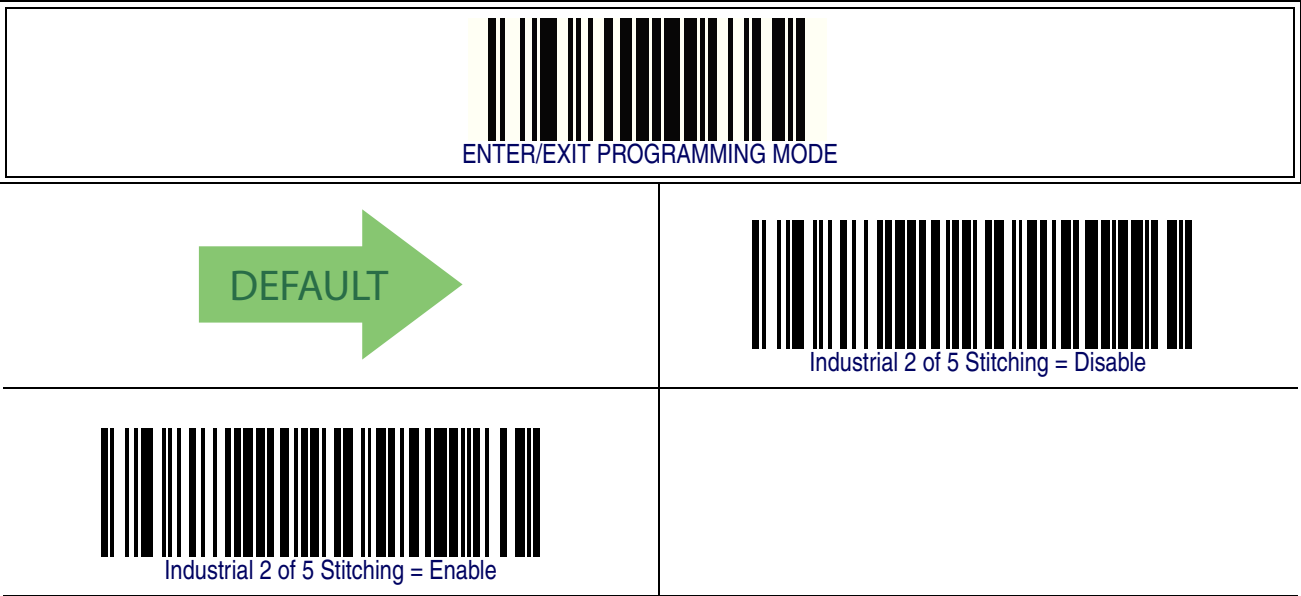 ENTER/EXIT PROGRAMMING MODE
DEFAULT
Industrial 2 of 5 Stitching = Disable
Industrial 2 of 5 Stitching = Enable